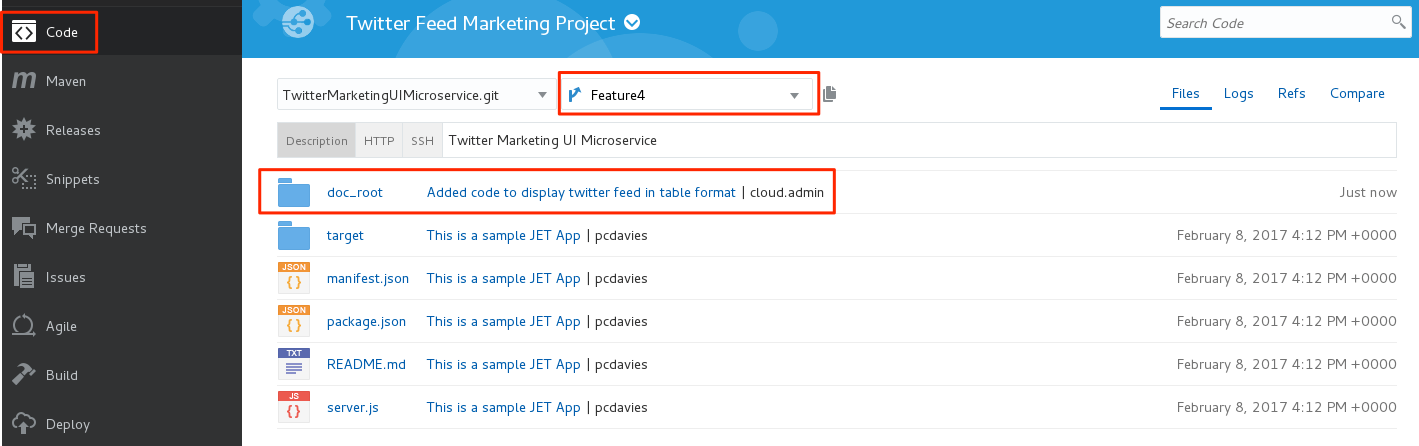 Code
Maven
Releases
Snippets
Merge Requests
Issues
Agile
Build
Deploy
Twitter Feed Marketing Project
Search Code
TwitterMarketingUIMicroservice.git
Feature4
Files Logs Refs Compare
Description HTTP SSH Twitter Marketing UI Microservice
doc_root Added code to display twitter feed in table format | cloud.admin Just now
target This is a sample JET App | pcdavies February 8, 2017 4:12 PM +0000
JSON
{ }
manifest.json This is a sample JET App | pcdavies February 8, 2017 4:12 PM +0000
JSON
{ }
package.json This is a sample JET App | pcdavies February 8, 2017 4:12 PM +0000
TXT
README.md This is a sample JET App | pcdavies February 8, 2017 4:12 PM +0000
JS
{ }
server.js This is a sample JET App | pcdavies February 8, 2017 4:12 PM +0000